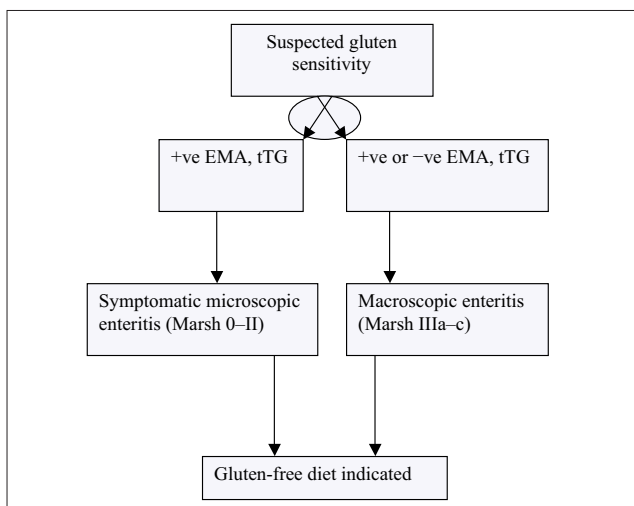 Suspected gluten
sensitivity
+ve EMA, tTG
+ve or −ve EMA, tTG
Symptomatic microscopic
enteritis (Marsh 0–II)
Macroscopic enteritis
(Marsh IIIa–c)
Gluten-free diet indicated